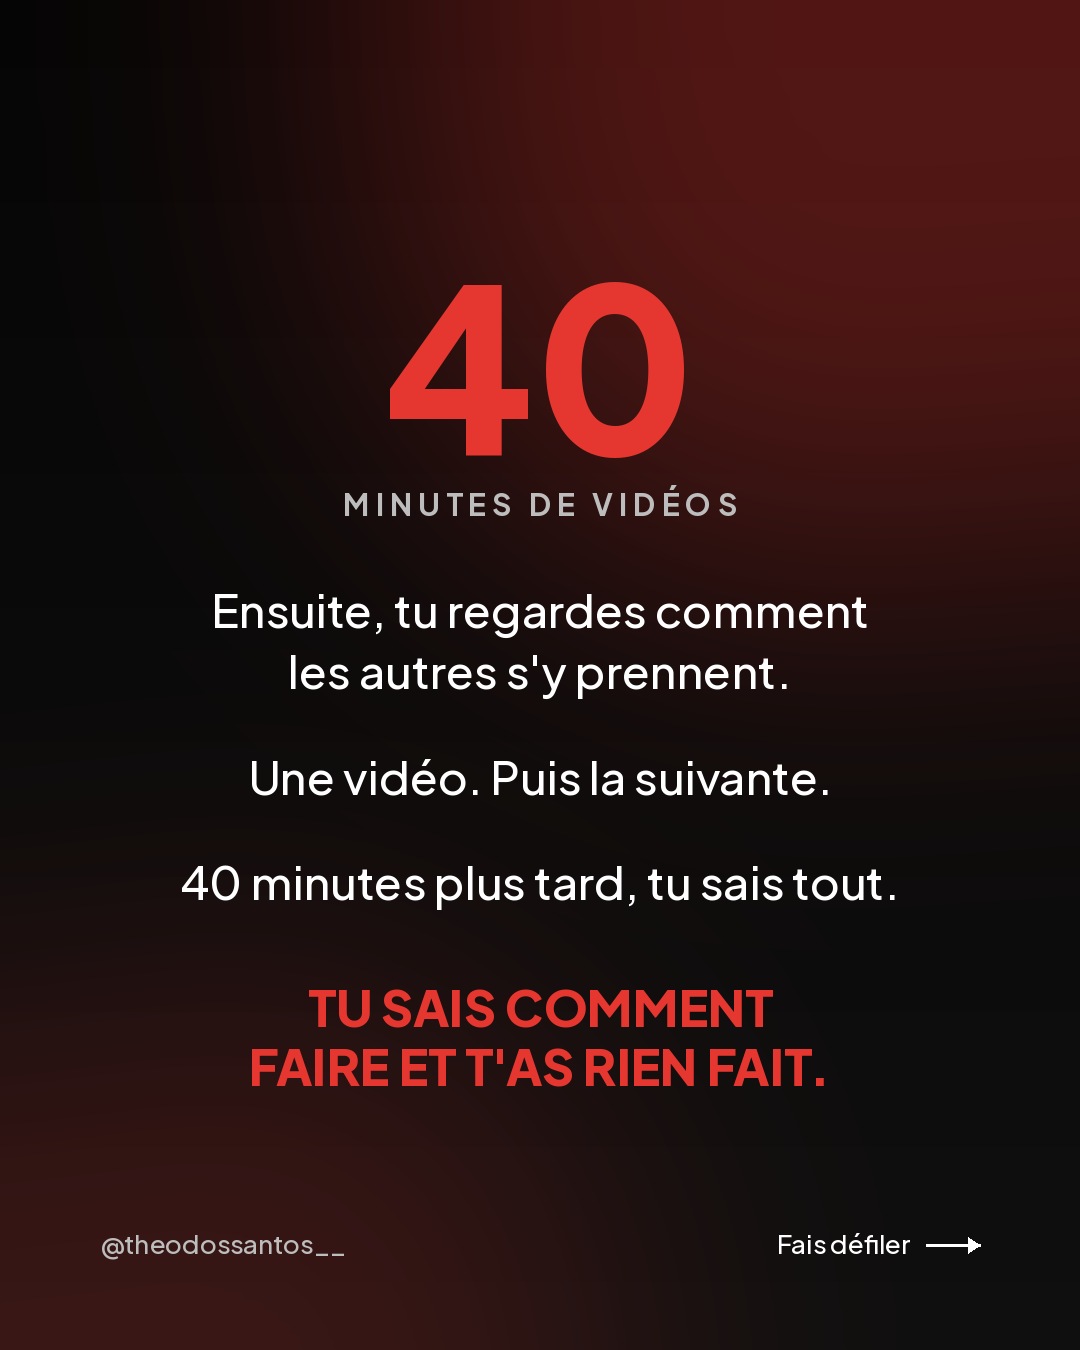 40
MINUTES DE VIDÉOS
Ensuite, tu regardes comment
les autres s'y prennent.
Une vidéo. Puis la suivante.
40 minutes plus tard, tu sais tout.
TU SAIS COMMENT
FAIRE ET T'AS RIEN FAIT.
@theodossantos__
Fais défiler